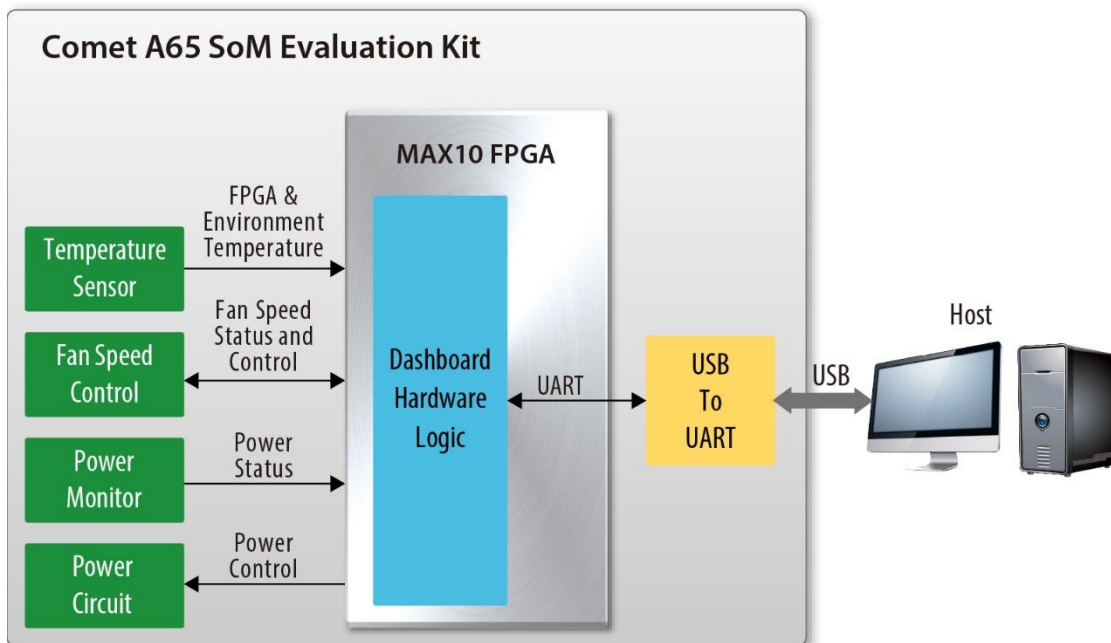 Comet A65 SoM Evaluation Kit
MAX10 FPGA
FPGA &
Environment
Temperature
Temperature
Sensor
Fan Speed
Status and
Control
Fan Speed
Control
Power
Status
Power
Monitor
Power
Control
Power
Circuit
Dashboard
Hardware
Logic
UART
USB
To
UART
USB
Host